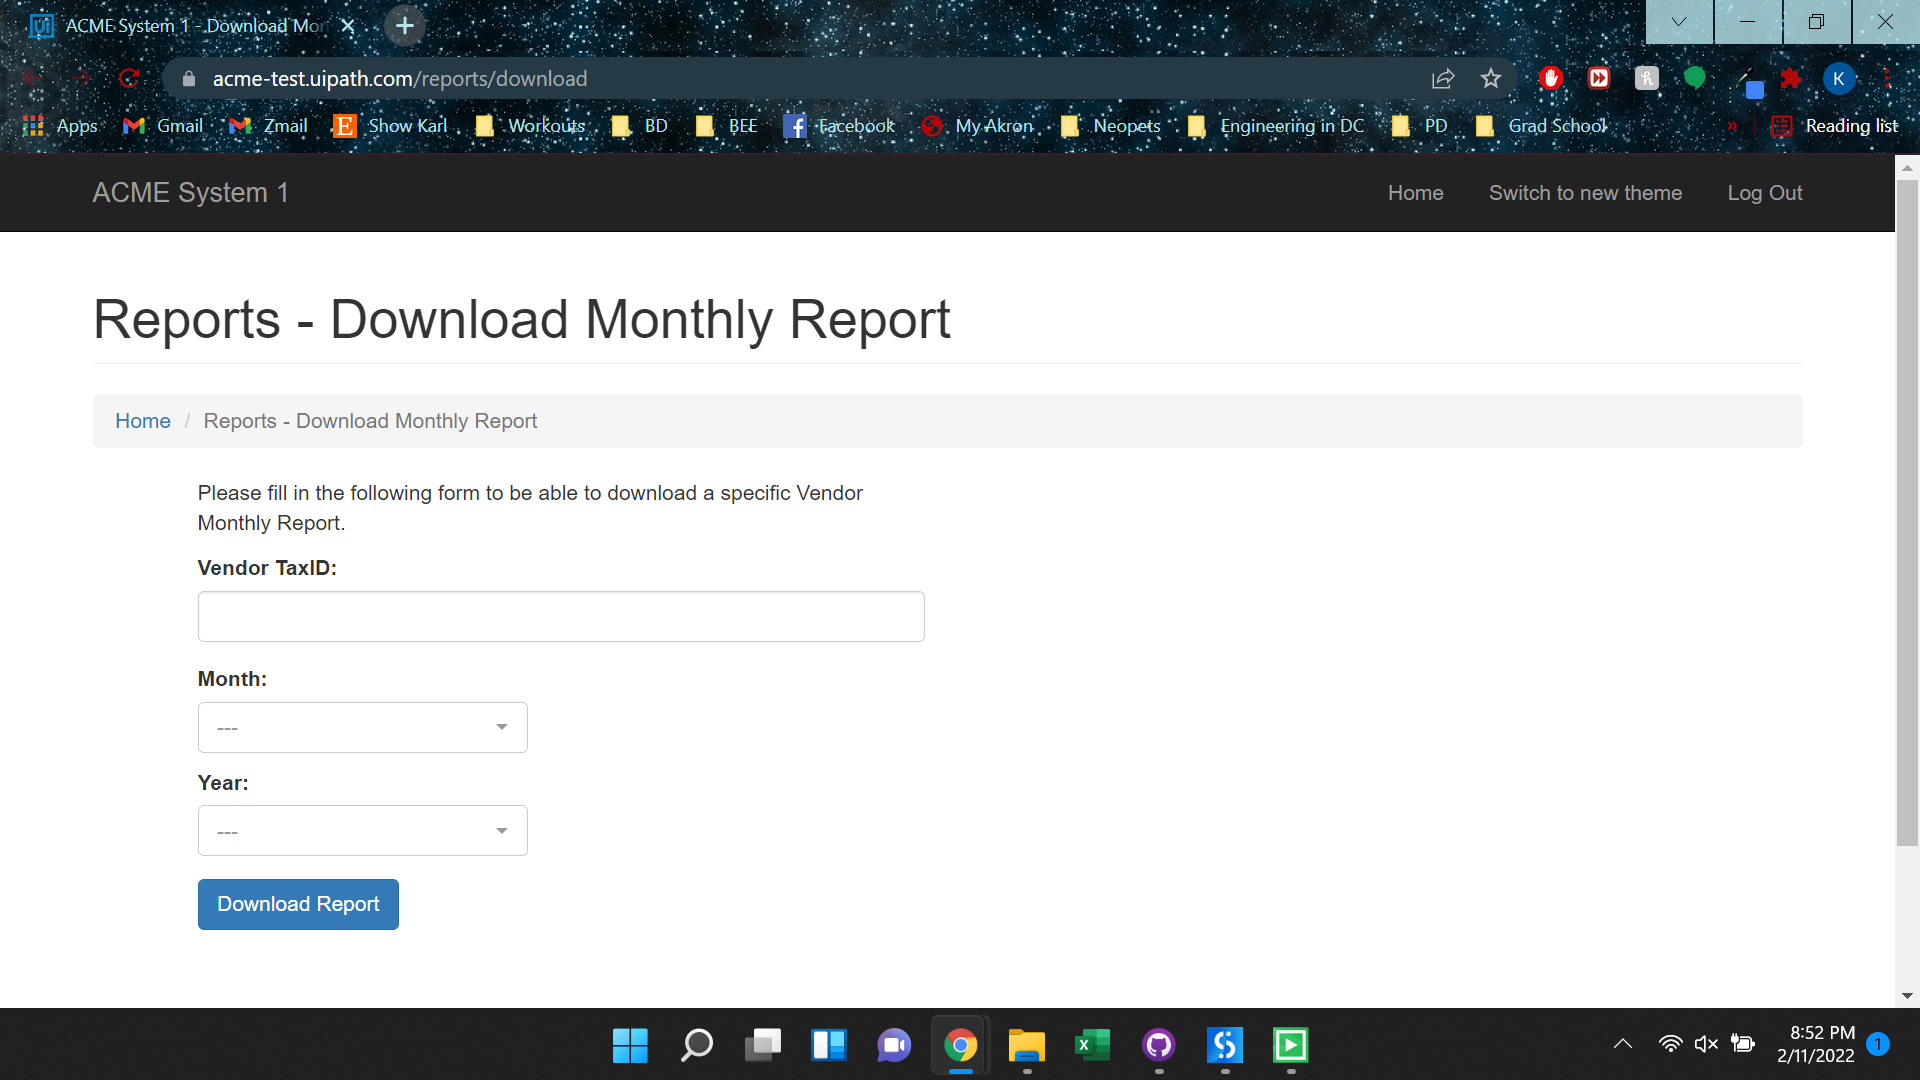 ACME System 1 - Download Mor
acme-test.uipath.com/reports/download
K
Apps Gmail Zmail Show Karl Workouts BD BEE Facebook My Akron Neopets Engineering in DC PD Grad School » Reading list
ACME System 1 Home Switch to new theme Log Out
Reports - Download Monthly Report
Home / Reports - Download Monthly Report
Please fill in the following form to be able to download a specific Vendor
Monthly Report.
Vendor TaxID:
Month:
---
Year:
---
Download Report
8:52 PM
2/11/2022
1